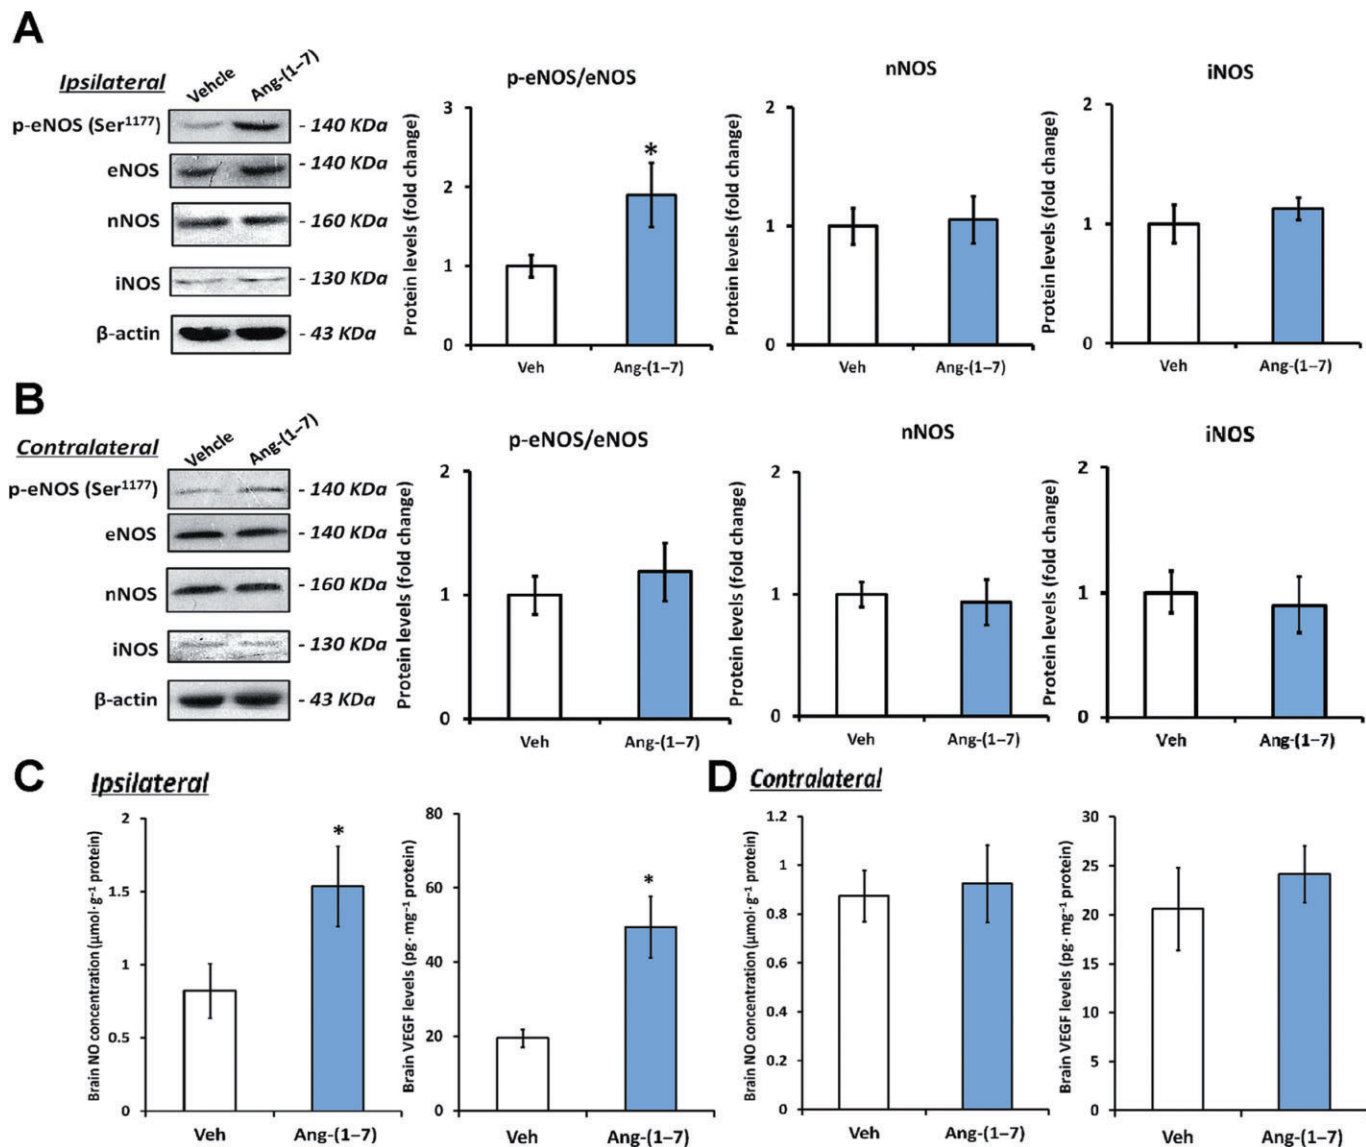 A
Ipsilateral
Vehcle
Ang-(1–7)
p-eNOS (Ser¹¹⁷⁷)
- 140 KDa
eNOS
- 140 KDa
nNOS
- 160 KDa
iNOS
- 130 KDa
β-actin
- 43 KDa
p-eNOS/eNOS
Protein levels (fold change)
3
2
1
0
Veh
Ang-(1–7)
*
nNOS
Protein levels (fold change)
2
1
0
Veh
Ang-(1–7)
iNOS
Protein levels (fold change)
2
1
0
Veh
Ang-(1–7)
B
Contralateral
Vehcle
Ang-(1–7)
p-eNOS (Ser¹¹⁷⁷)
- 140 KDa
eNOS
- 140 KDa
nNOS
- 160 KDa
iNOS
- 130 KDa
β-actin
- 43 KDa
p-eNOS/eNOS
Protein levels (fold change)
2
1
0
Veh
Ang-(1–7)
nNOS
Protein levels (fold change)
2
1
0
Veh
Ang-(1–7)
iNOS
Protein levels (fold change)
2
1
0
Veh
Ang-(1–7)
C
Ipsilateral
Brain NO concentration (μmol·g⁻¹ protein)
2
1.5
1
0.5
0
Veh
Ang-(1–7)
*
Brain VEGF levels (pg·mg⁻¹ protein)
80
60
40
20
0
Veh
Ang-(1–7)
*
D
Contralateral
Brain NO concentration (μmol·g⁻¹ protein)
1.2
1
0.8
0.6
0.4
0.2
0
Veh
Ang-(1–7)
Brain VEGF levels (pg·mg⁻¹ protein)
30
25
20
15
10
5
0
Veh
Ang-(1–7)